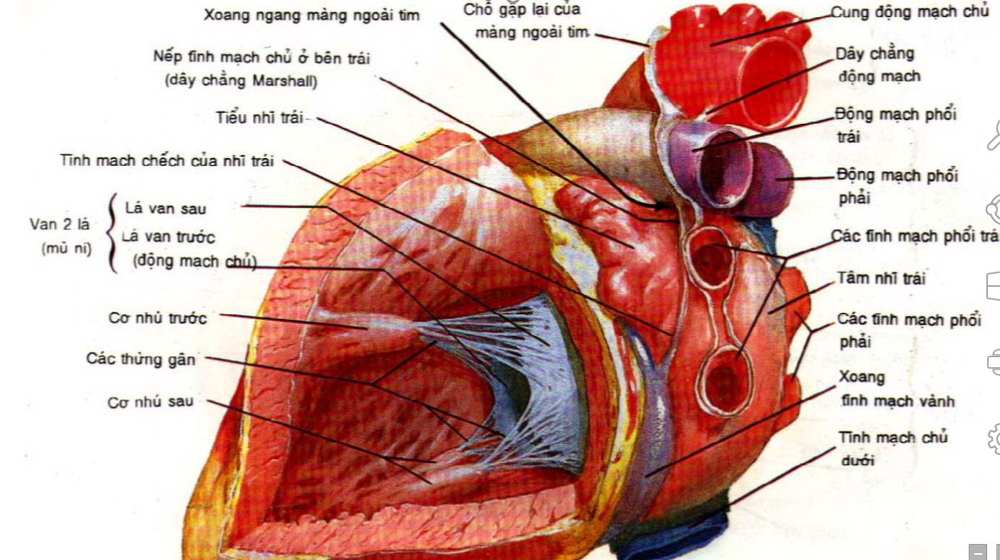 Xoang ngang màng ngoài tim
Chỗ gặp lại của
màng ngoài tim
Nếp tĩnh mạch chủ ở bên trái
(dây chằng Marshall)
Tiểu nhĩ trái
Tĩnh mach chếch của nhĩ trái
Van 2 lá
(mũ ni)
Lá van sau
Lá van trước
(động mach chủ)
Cơ nhú trước
Các thừng gân
Cơ nhú sau
Cung động mạch chủ
Dây chằng
động mạch
Động mạch phổi
trái
Động mạch phổi
phải
Các tĩnh mạch phổi trá
Tâm nhĩ trái
Các tĩnh mạch phổi
phải
Xoang
tĩnh mạch vành
Tĩnh mạch chủ
dưới